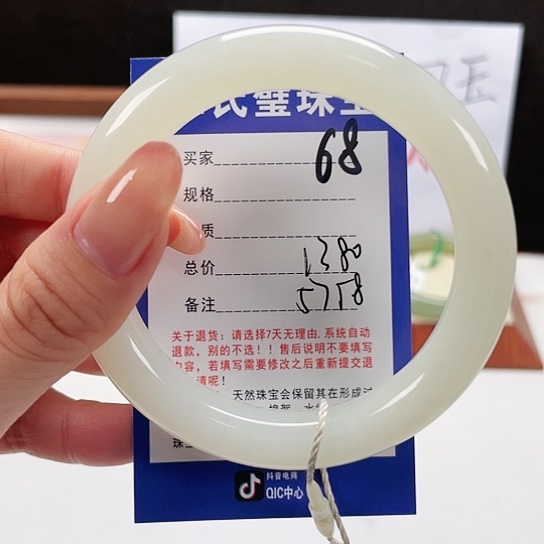 氏璧珠宝
买家 68
规格
质
总价 1380
备注 5758
关于退货：请选择7天无理由，系统自动
退款，别的不选！！售后说明不要填写
内容，若填写需要修改之后重新提交退
请呢！
天然珠宝会保留其在形成过
抖音电商
QIC中心
玉